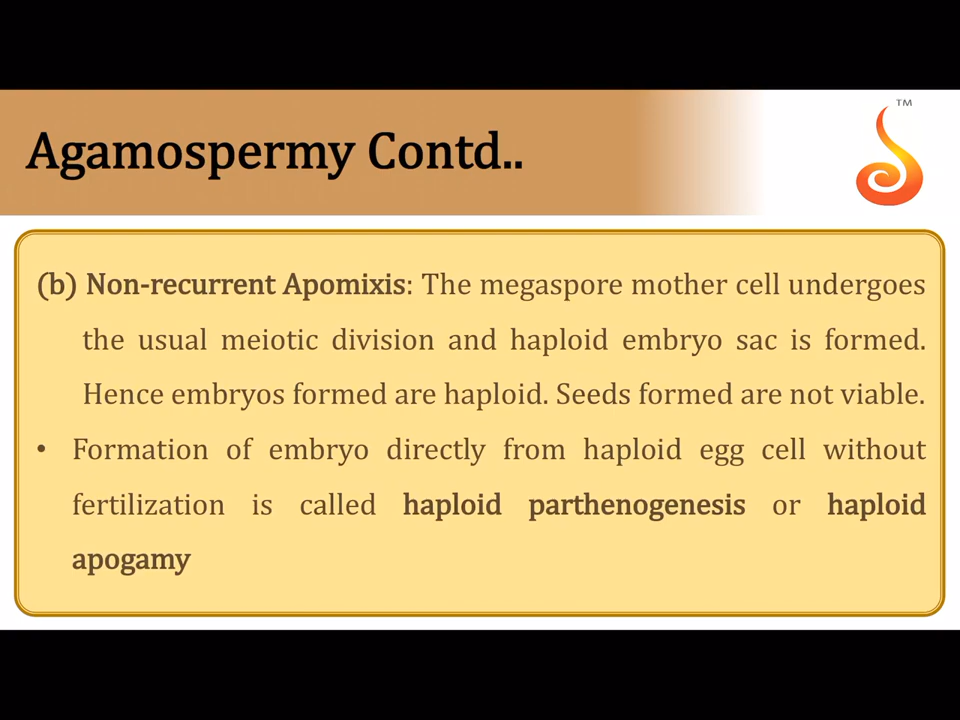 TM
Agamospermy Contd..
(b) Non-recurrent Apomixis: The megaspore mother cell undergoes
the usual meiotic division and haploid embryo sac is formed.
Hence embryos formed are haploid. Seeds formed are not viable.
• Formation of embryo directly from haploid egg cell without
fertilization is called haploid parthenogenesis or haploid
apogamy